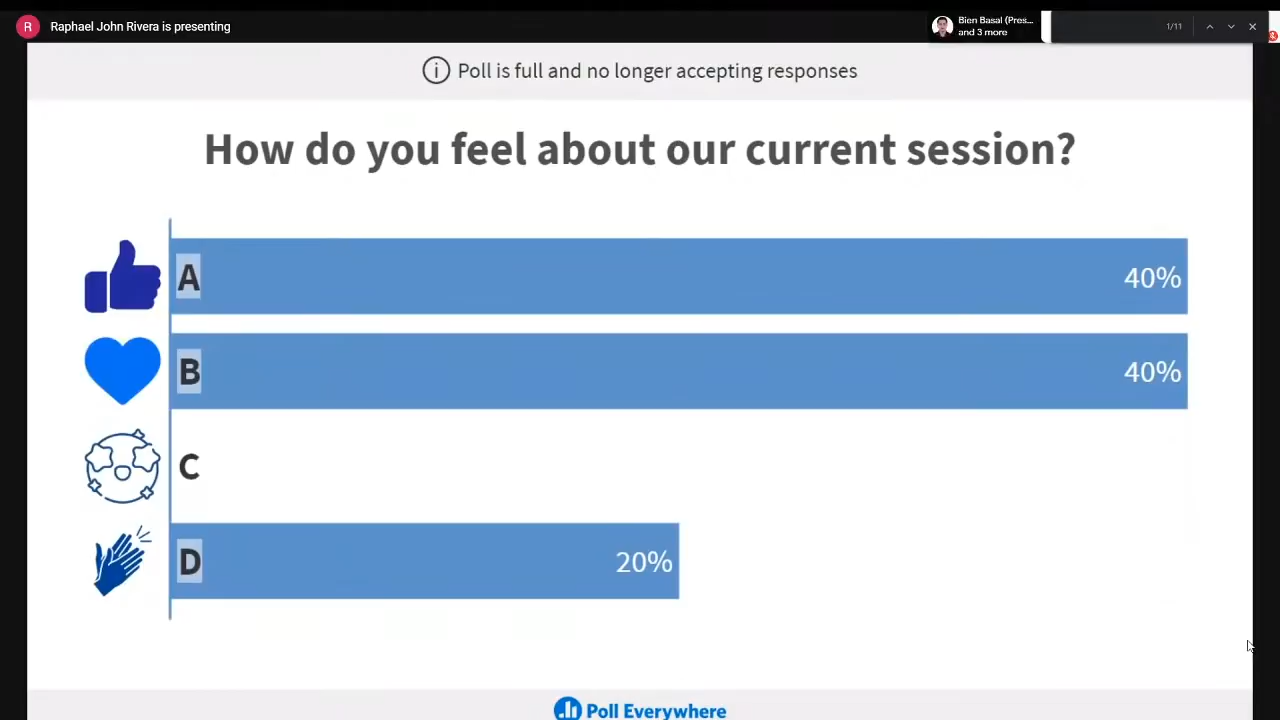 R
Raphael John Rivera is presenting
Bien Basal (Pres...
and 3 more
1/11
Poll is full and no longer accepting responses
How do you feel about our current session?
A
40%
B
40%
C
D
20%
Poll Everywhere